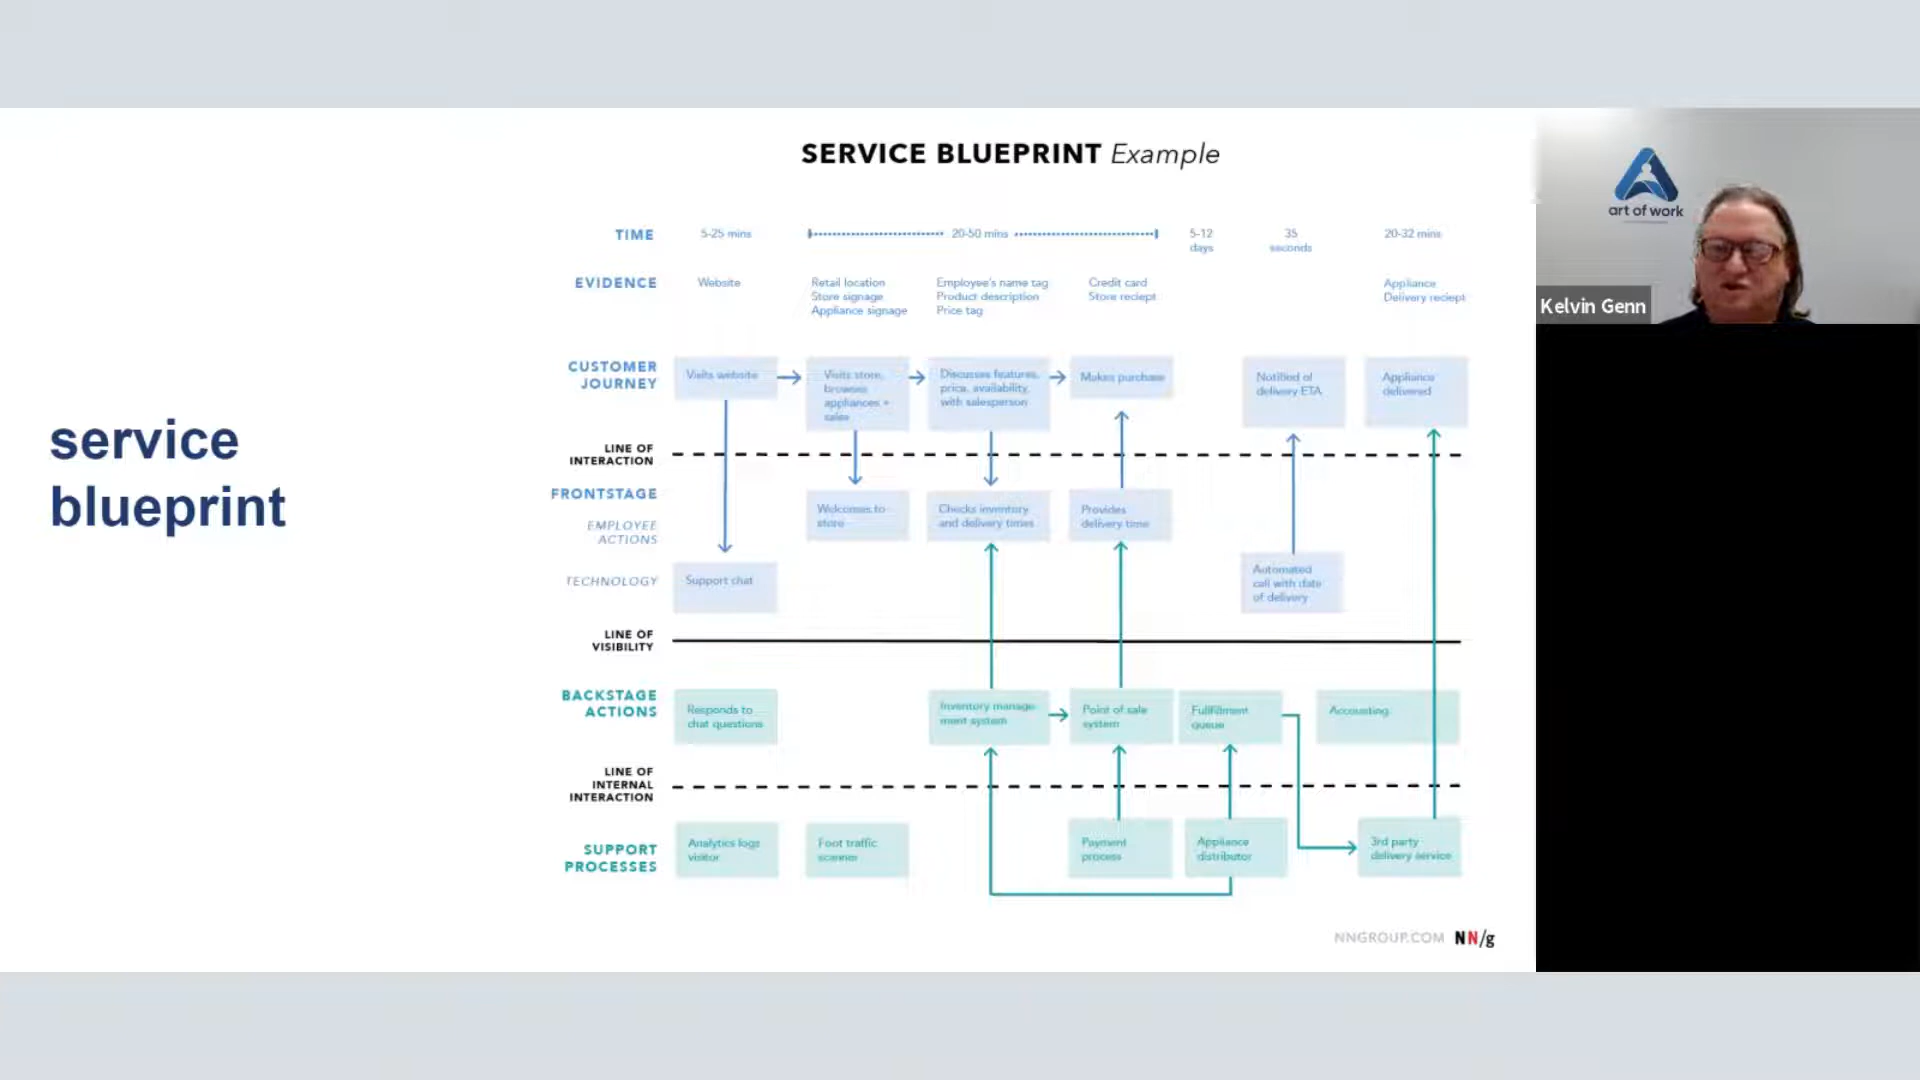 SERVICE BLUEPRINT Example
TIME
5-25 mins
20-50 mins
5-12
days
35
seconds
20-32 mins
EVIDENCE
Website
Retail location
Store signage
Appliance signage
Employee's name tag
Product description
Price tag
Credit card
Store reciept
Appliance
Delivery reciept
service
blueprint
CUSTOMER
JOURNEY
Visits website
Visits store,
browses
appliances +
sales
Discusses features,
price, availability,
with salesperson
Makes purchase
Notified of
delivery ETA
Appliance
delivered
LINE OF
INTERACTION
FRONTSTAGE
EMPLOYEE
ACTIONS
Welcomes to
store
Checks inventory
and delivery times
Provides
delivery time
TECHNOLOGY
Support chat
Automated
call with date
of delivery
LINE OF
VISIBILITY
BACKSTAGE
ACTIONS
Responds to
chat questions
Inventory manage-
ment system
Point of sale
system
Fullfillment
queue
Accounting
LINE OF
INTERNAL
INTERACTION
SUPPORT
PROCESSES
Analytics logs
visitor
Foot traffic
scanner
Payment
process
Appliance
distributor
3rd party
delivery service
NNGROUP.COM NN/g
art of work
Kelvin Genn